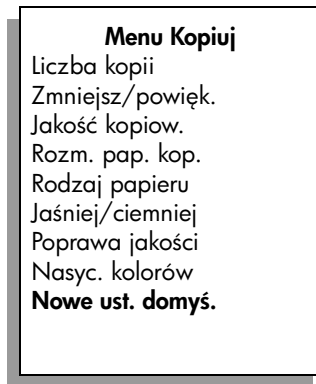 Menu Kopiuj
Liczba kopii
Zmniejsz/powięk.
Jakość kopiow.
Rozm. pap. kop.
Rodzaj papieru
Jaśniej/ciemniej
Poprawa jakości
Nasyc. kolorów
Nowe ust. domyś.